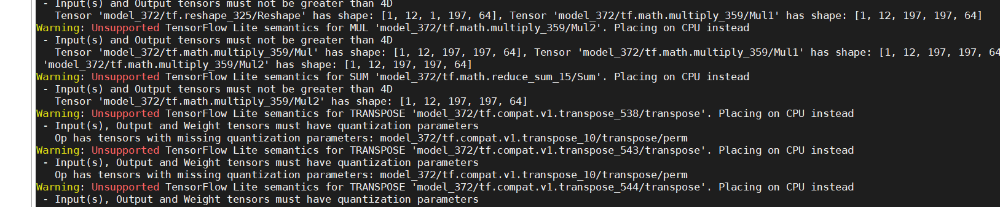 - Input(s) and Output tensors must not be greater than 4D
Tensor 'model_372/tf.reshape_325/Reshape' has shape: [1, 12, 1, 197, 64], Tensor 'model_372/tf.math.multiply_359/Mul1' has shape: [1, 12, 197, 197, 64]
Warning: Unsupported TensorFlow Lite semantics for MUL 'model_372/tf.math.multiply_359/Mul2'. Placing on CPU instead
- Input(s) and Output tensors must not be greater than 4D
Tensor 'model_372/tf.math.multiply_359/Mul' has shape: [1, 12, 197, 197, 64], Tensor 'model_372/tf.math.multiply_359/Mul1' has shape: [1, 12, 197, 197, 64
'model_372/tf.math.multiply_359/Mul2' has shape: [1, 12, 197, 197, 64]
Warning: Unsupported TensorFlow Lite semantics for SUM 'model_372/tf.math.reduce_sum_15/Sum'. Placing on CPU instead
- Input(s) and Output tensors must not be greater than 4D
Tensor 'model_372/tf.math.multiply_359/Mul2' has shape: [1, 12, 197, 197, 64]
Warning: Unsupported TensorFlow Lite semantics for TRANSPOSE 'model_372/tf.compat.v1.transpose_538/transpose'. Placing on CPU instead
- Input(s), Output and Weight tensors must have quantization parameters
Op has tensors with missing quantization parameters: model_372/tf.compat.v1.transpose_10/transpose/perm
Warning: Unsupported TensorFlow Lite semantics for TRANSPOSE 'model_372/tf.compat.v1.transpose_543/transpose'. Placing on CPU instead
- Input(s), Output and Weight tensors must have quantization parameters
Op has tensors with missing quantization parameters: model_372/tf.compat.v1.transpose_10/transpose/perm
Warning: Unsupported TensorFlow Lite semantics for TRANSPOSE 'model_372/tf.compat.v1.transpose_544/transpose'. Placing on CPU instead
- Input(s), Output and Weight tensors must have quantization parameters